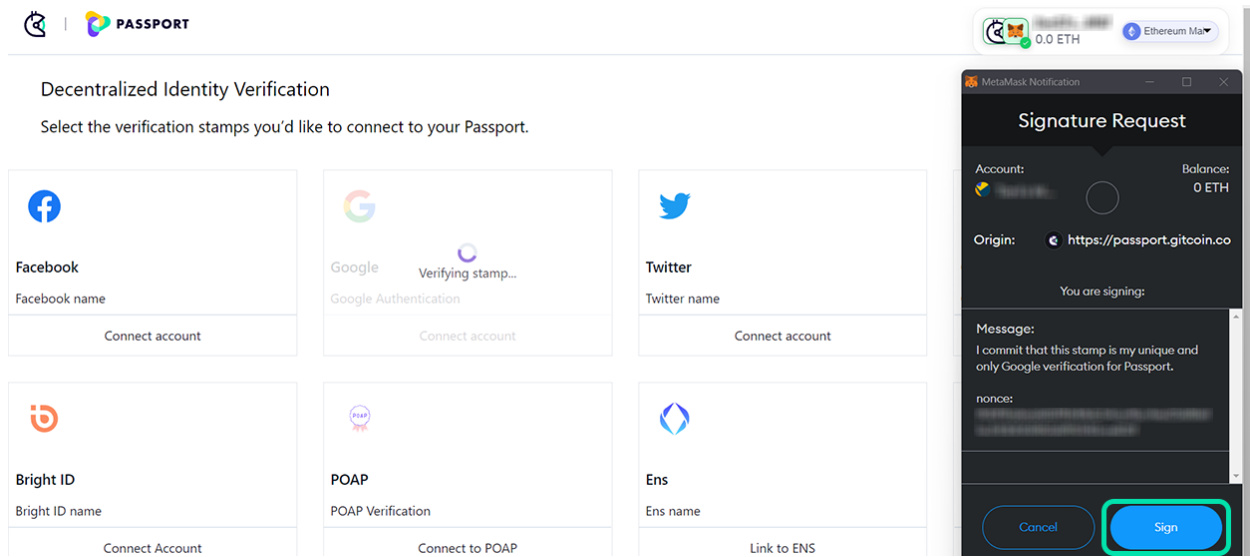 PASSPORT
0.0 ETH
Ethereum Mai
Decentralized Identity Verification
Select the verification stamps you'd like to connect to your Passport.
Facebook
Facebook name
Connect account
Google
Google Authentication
Verifying stamp...
Connect account
Twitter
Twitter name
Connect account
Bright ID
Bright ID name
Connect Account
POAP
POAP
POAP Verification
Connect to POAP
Ens
Ens name
Link to ENS
MetaMask Notification
Signature Request
Account:
Balance:
0 ETH
Origin:
https://passport.gitcoin.co
You are signing:
Message:
I commit that this stamp is my unique and
only Google verification for Passport.
nonce:
Cancel
Sign